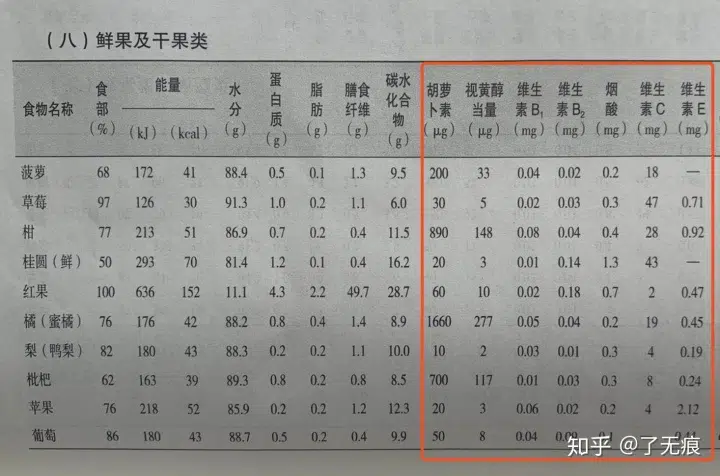 （八）鲜果及干果类
食物名称 食部（%） 能量（kJ） （kcal） 水分（g） 蛋白质（g） 脂肪（g） 膳食纤维（g） 碳水化合物（g） 胡萝卜素（μg） 视黄醇当量（μg） 维生素B₁（mg） 维生素B₂（mg） 烟酸（mg） 维生素C（mg） 维生素E（mg）
菠萝 68 172 41 88.4 0.5 0.1 1.3 9.5 200 33 0.04 0.02 0.2 18 —
草莓 97 126 30 91.3 1.0 0.2 1.1 6.0 30 5 0.02 0.03 0.3 47 0.71
柑 77 213 51 86.9 0.7 0.2 0.4 11.5 890 148 0.08 0.04 0.4 28 0.92
桂圆（鲜） 50 293 70 81.4 1.2 0.1 0.4 16.2 20 3 0.01 0.14 1.3 43 —
红果 100 636 152 11.1 4.3 2.2 49.7 28.7 60 10 0.02 0.18 0.7 2 0.47
橘（蜜橘） 76 176 42 88.2 0.8 0.4 1.4 8.9 1660 277 0.05 0.04 0.2 19 0.45
梨（鸭梨） 82 180 43 88.3 0.2 0.2 1.1 10.0 10 2 0.03 0.01 0.3 4 0.19
枇杷 62 163 39 89.3 0.8 0.2 0.8 8.5 700 117 0.01 0.03 0.3 8 0.24
苹果 76 218 52 85.9 0.2 0.2 1.2 12.3 20 3 0.06 0.02 0.2 4 2.12
葡萄 86 180 43 88.7 0.5 0.2 0.4 9.9 50 8 0.04
知乎 @了无痕